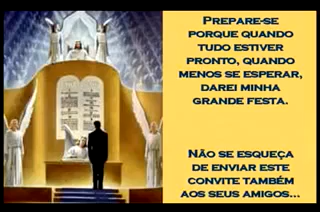 PREPARE-SE
PORQUE QUANDO
TUDO ESTIVER
PRONTO, QUANDO
MENOS SE ESPERAR,
DAREI MINHA
GRANDE FESTA.
NÃO SE ESQUEÇA
DE ENVIAR ESTE
CONVITE TAMBÉM
AOS SEUS AMIGOS...